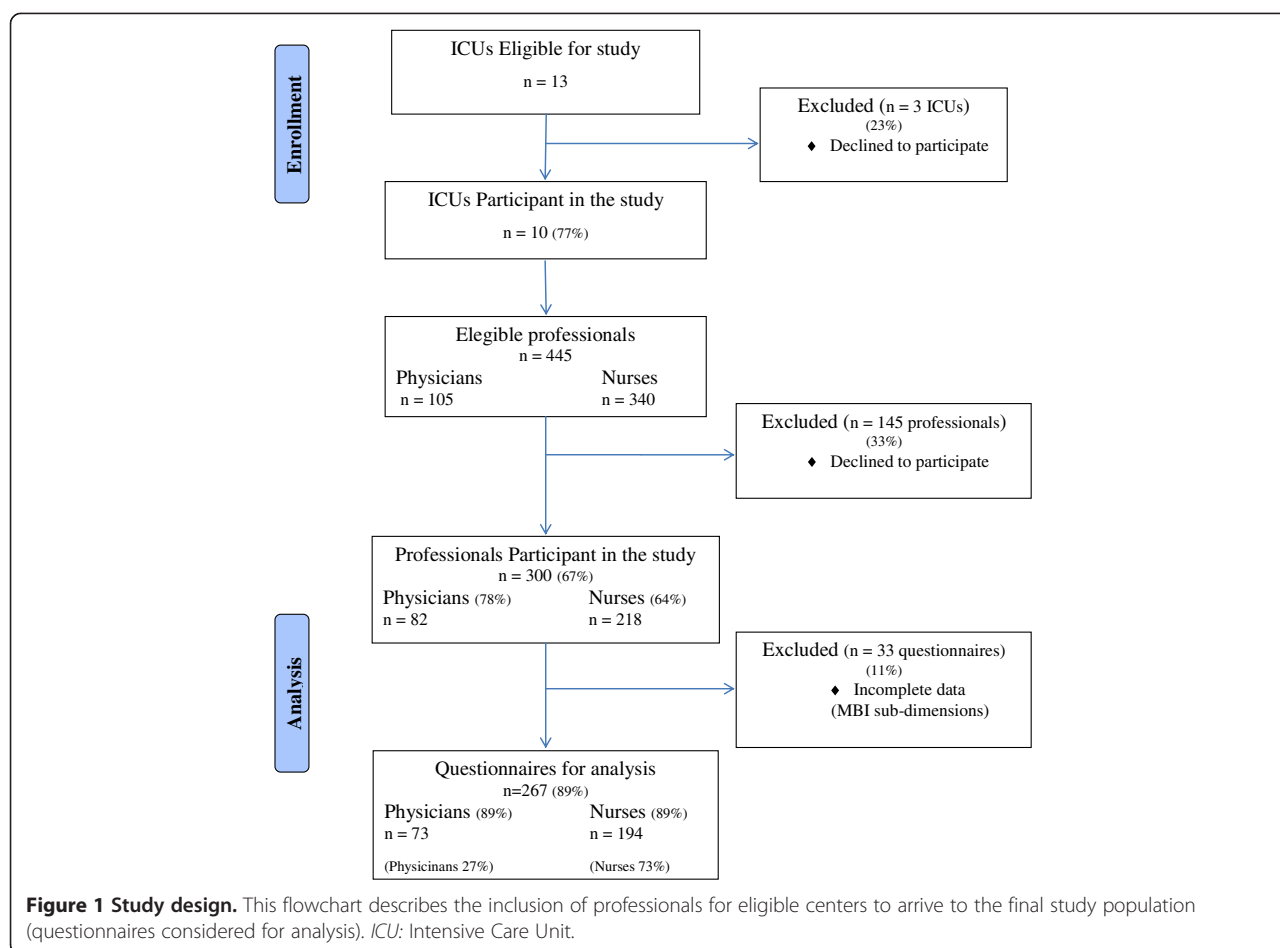 Enrollment
ICUs Eligible for study
n = 13
Excluded (n = 3 ICUs)
(23%)
♦ Declined to participate
ICUs Participant in the study
n = 10 (77%)
Elegible professionals
n = 445
Physicians Nurses
n = 105 n = 340
Excluded (n = 145 professionals)
(33%)
♦ Declined to participate
Professionals Participant in the study
n = 300 (67%)
Physicians (78%) Nurses (64%)
n = 82 n = 218
Analysis
Excluded (n = 33 questionnaires)
(11%)
♦ Incomplete data
(MBI sub-dimensions)
Questionnaires for analysis
n=267 (89%)
Physicians (89%) Nurses (89%)
n = 73 n = 194
(Physicinans 27%) (Nurses 73%)
Figure 1 Study design. This flowchart describes the inclusion of professionals for eligible centers to arrive to the final study population
(questionnaires considered for analysis). ICU: Intensive Care Unit.